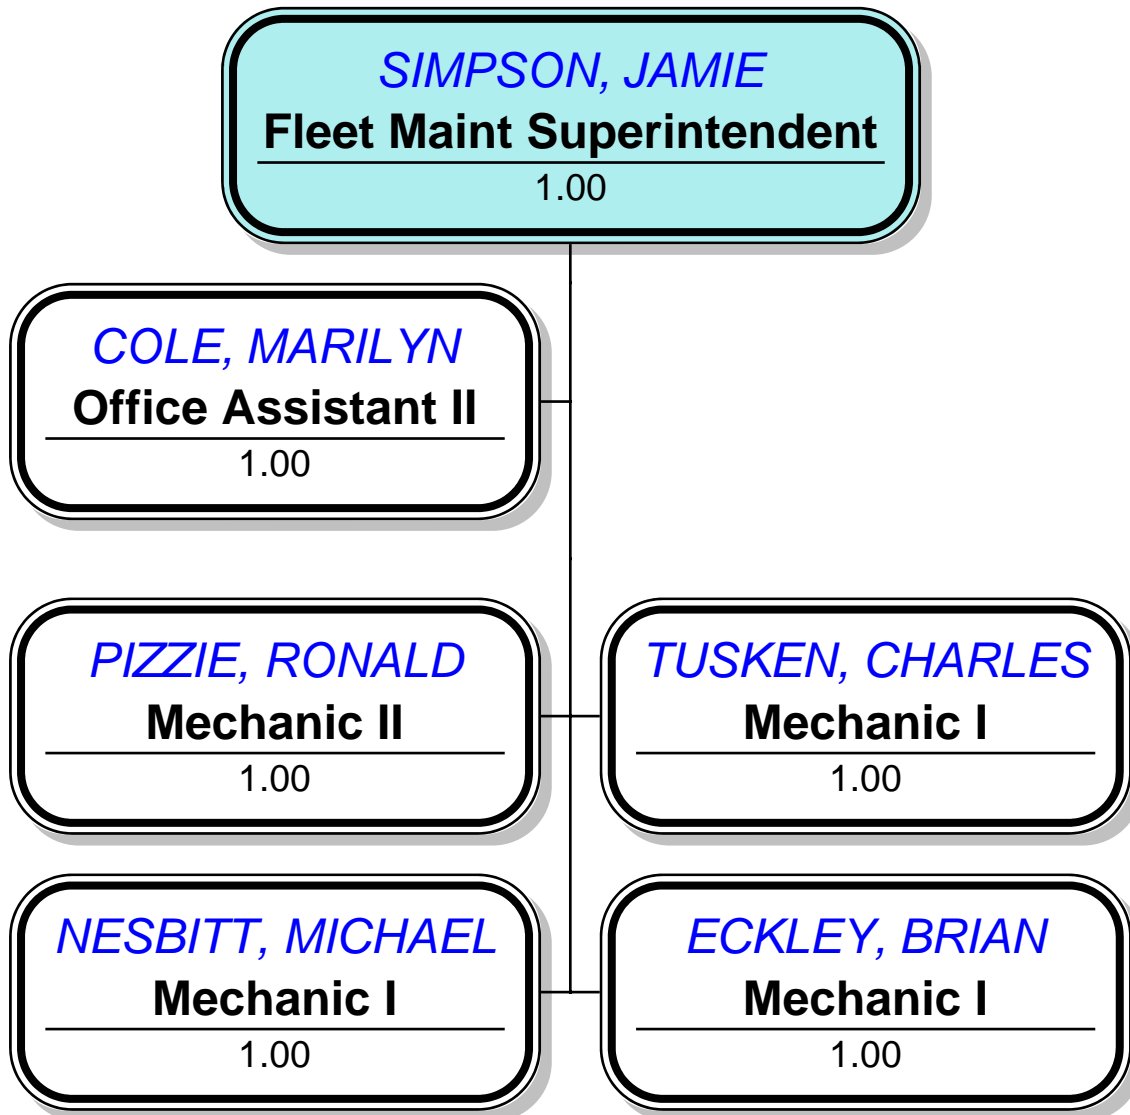 SIMPSON, JAMIE
Fleet Maint Superintendent
1.00
COLE, MARILYN
Office Assistant II
1.00
PIZZIE, RONALD
Mechanic II
1.00
TUSKEN, CHARLES
Mechanic I
1.00
NESBITT, MICHAEL
Mechanic I
1.00
ECKLEY, BRIAN
Mechanic I
1.00